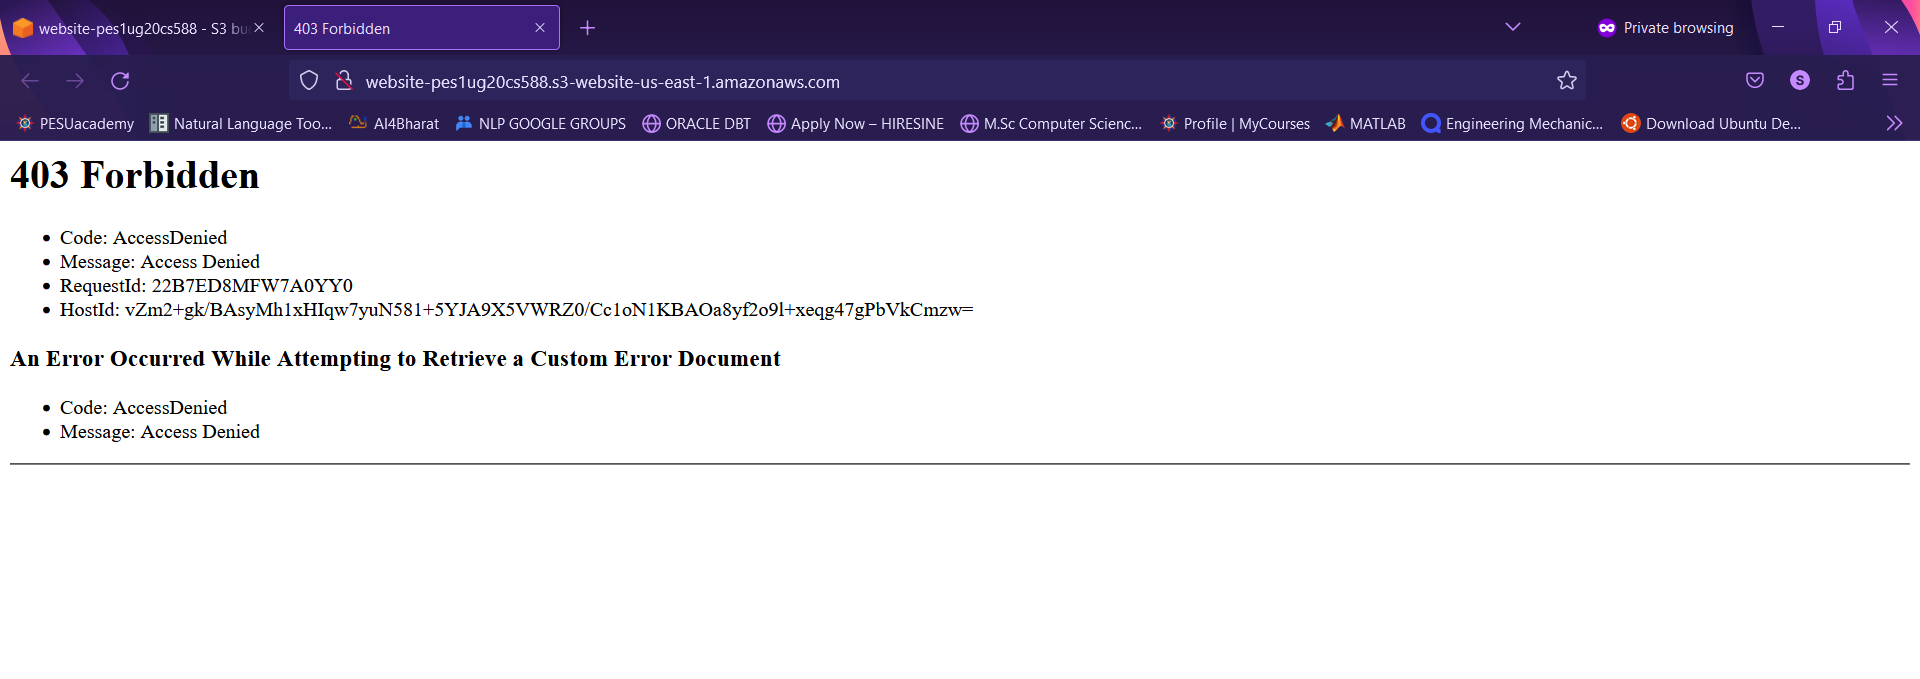 website-pes1ug20cs588 - S3 bu
403 Forbidden
Private browsing
website-pes1ug20cs588.s3-website-us-east-1.amazonaws.com
S
PESUacademy
Natural Language Too...
AI4Bharat
NLP GOOGLE GROUPS
ORACLE DBT
Apply Now – HIRESINE
M.Sc Computer Scienc...
Profile | MyCourses
MATLAB
Engineering Mechanic...
Download Ubuntu De...
403 Forbidden
• Code: AccessDenied
• Message: Access Denied
• RequestId: 22B7ED8MFW7A0YY0
• HostId: vZm2+gk/BAsyMh1xHIqw7yuN581+5YJA9X5VWRZ0/Cc1oN1KBAOa8yf2o9l+xeqg47gPbVkCmzw=
An Error Occurred While Attempting to Retrieve a Custom Error Document
• Code: AccessDenied
• Message: Access Denied